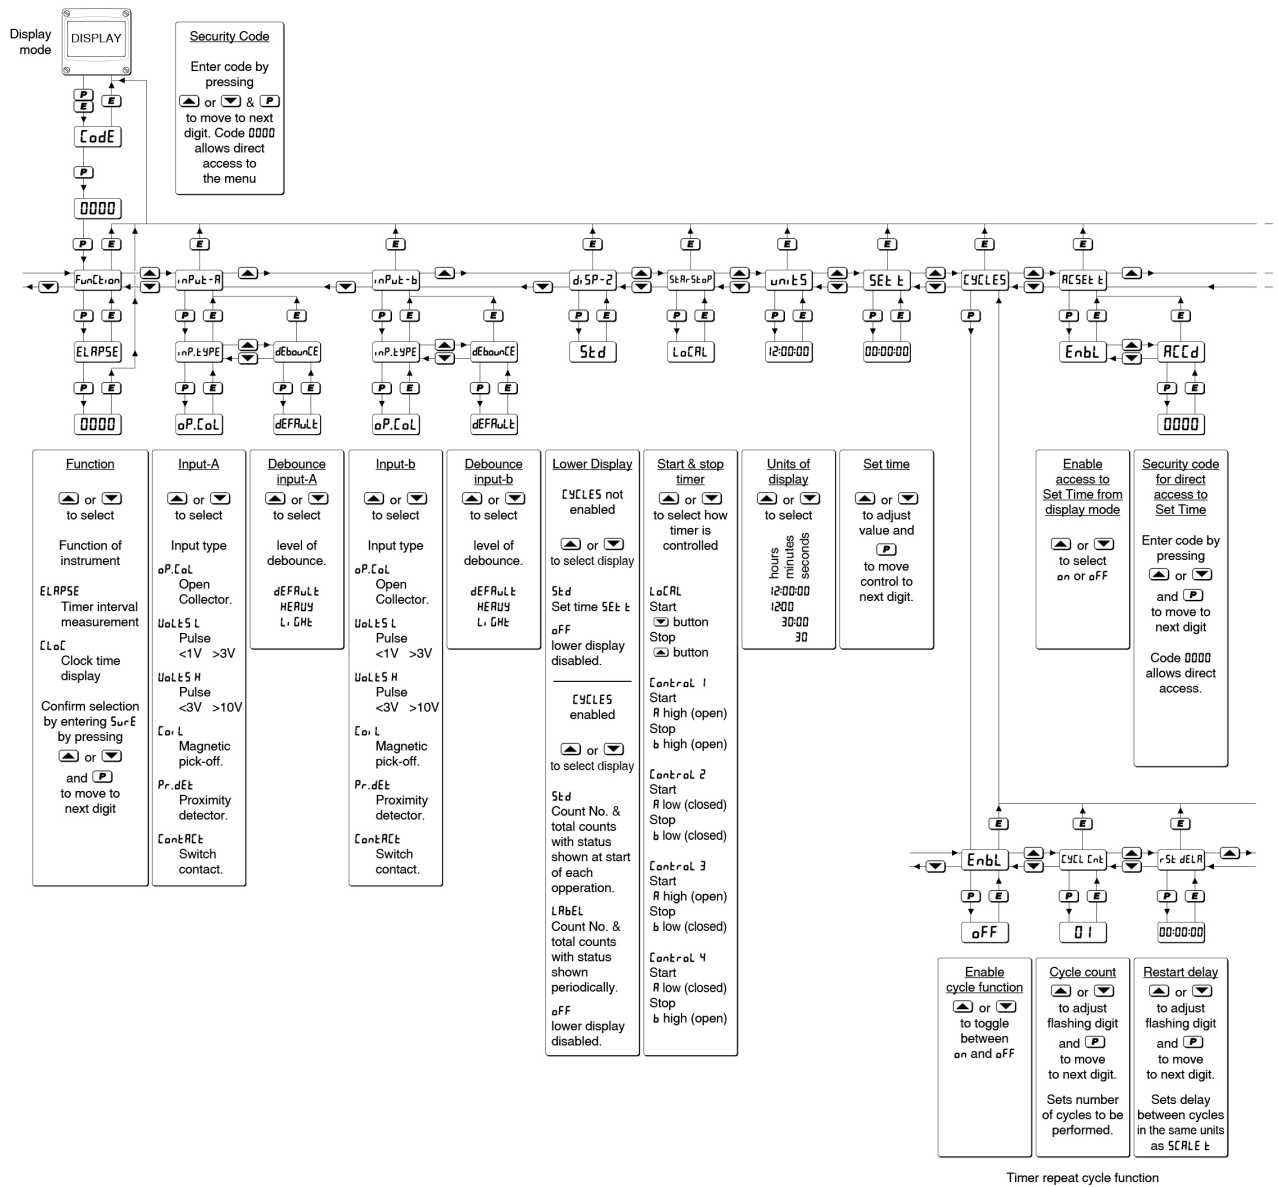 Display
mode
DISPLAY
P
E
E
CodE
P
0000
Security Code
Enter code by
pressing
or & P
to move to next
digit. Code 0000
allows direct
access to
the menu
P E E E E E E E E E
FunCtion inPut-A inPut-b diSP-2 StArStoP unitS SEt t CYCLES ACSEt t
P E P E E P E E P E P E P E P E P P E E
ELAPSE inP.tYPE dEbounCE inP.tYPE dEbounCE Std LoCAL 12:00:00 00:00:00 EnbL ACCd
P E P E P E P E P E P E
0000 oP.CoL dEFAuLt oP.CoL dEFAuLt 0000
Function
or
to select
Function of
instrument
ELAPSE
Timer interval
measurement
CLoC
Clock time
display
Confirm selection
by entering SurE
by pressing
or
and P
to move to
next digit
Input-A
or
to select
Input type
oP.CoL
Open
Collector.
VoLtS L
Pulse
<1V >3V
VoLtS H
Pulse
<3V >10V
CoiL
Magnetic
pick-off.
Pr.dEt
Proximity
detector.
ContACt
Switch
contact.
Debounce
input-A
or
to select
level of
debounce.
dEFAuLt
HEAVY
LiGHt
Input-b
or
to select
Input type
oP.CoL
Open
Collector.
VoLtS L
Pulse
<1V >3V
VoLtS H
Pulse
<3V >10V
CoiL
Magnetic
pick-off.
Pr.dEt
Proximity
detector.
ContACt
Switch
contact.
Debounce
input-b
or
to select
level of
debounce.
dEFAuLt
HEAVY
LiGHt
Lower Display
CYCLES not
enabled
or
to select display
Std
Set time SEt t
oFF
lower display
disabled.
CYCLES
enabled
or
to select display
Std
Count No. &
total counts
with status
shown at start
of each
opperation.
LAbEL
Count No. &
total counts
with status
shown
periodically.
oFF
lower display
disabled.
Start & stop
timer
or
to select how
timer is
controlled
LoCAL
Start
button
Stop
button
ControL 1
Start
A high (open)
Stop
b high (open)
ControL 2
Start
A low (closed)
Stop
b low (closed)
ControL 3
Start
A high (open)
Stop
b low (closed)
ControL 4
Start
A low (closed)
Stop
b high (open)
Units of
display
or
to select
hours
minutes
seconds
12:00:00
1200
30:00
30
Set time
or
to adjust
value and
P
to move
control to
next digit.
Enable
access to
Set Time from
display mode
or
to select
on or oFF
Security code
for direct
access to
Set Time
Enter code by
pressing
or
and P
to move to
next digit
Code 0000
allows direct
access.
E E E
EnbL CYCL Cnt rSt dELA
P E P E P E
oFF 01 00:00:00
Enable
cycle function
or
to toggle
between
on and oFF
Cycle count
or
to adjust
flashing digit
and P
to move
to next digit.
Sets number
of cycles to be
performed.
Restart delay
or
to adjust
flashing digit
and P
to move
to next digit.
Sets delay
between cycles
in the same units
as SCALE t
Timer repeat cycle function